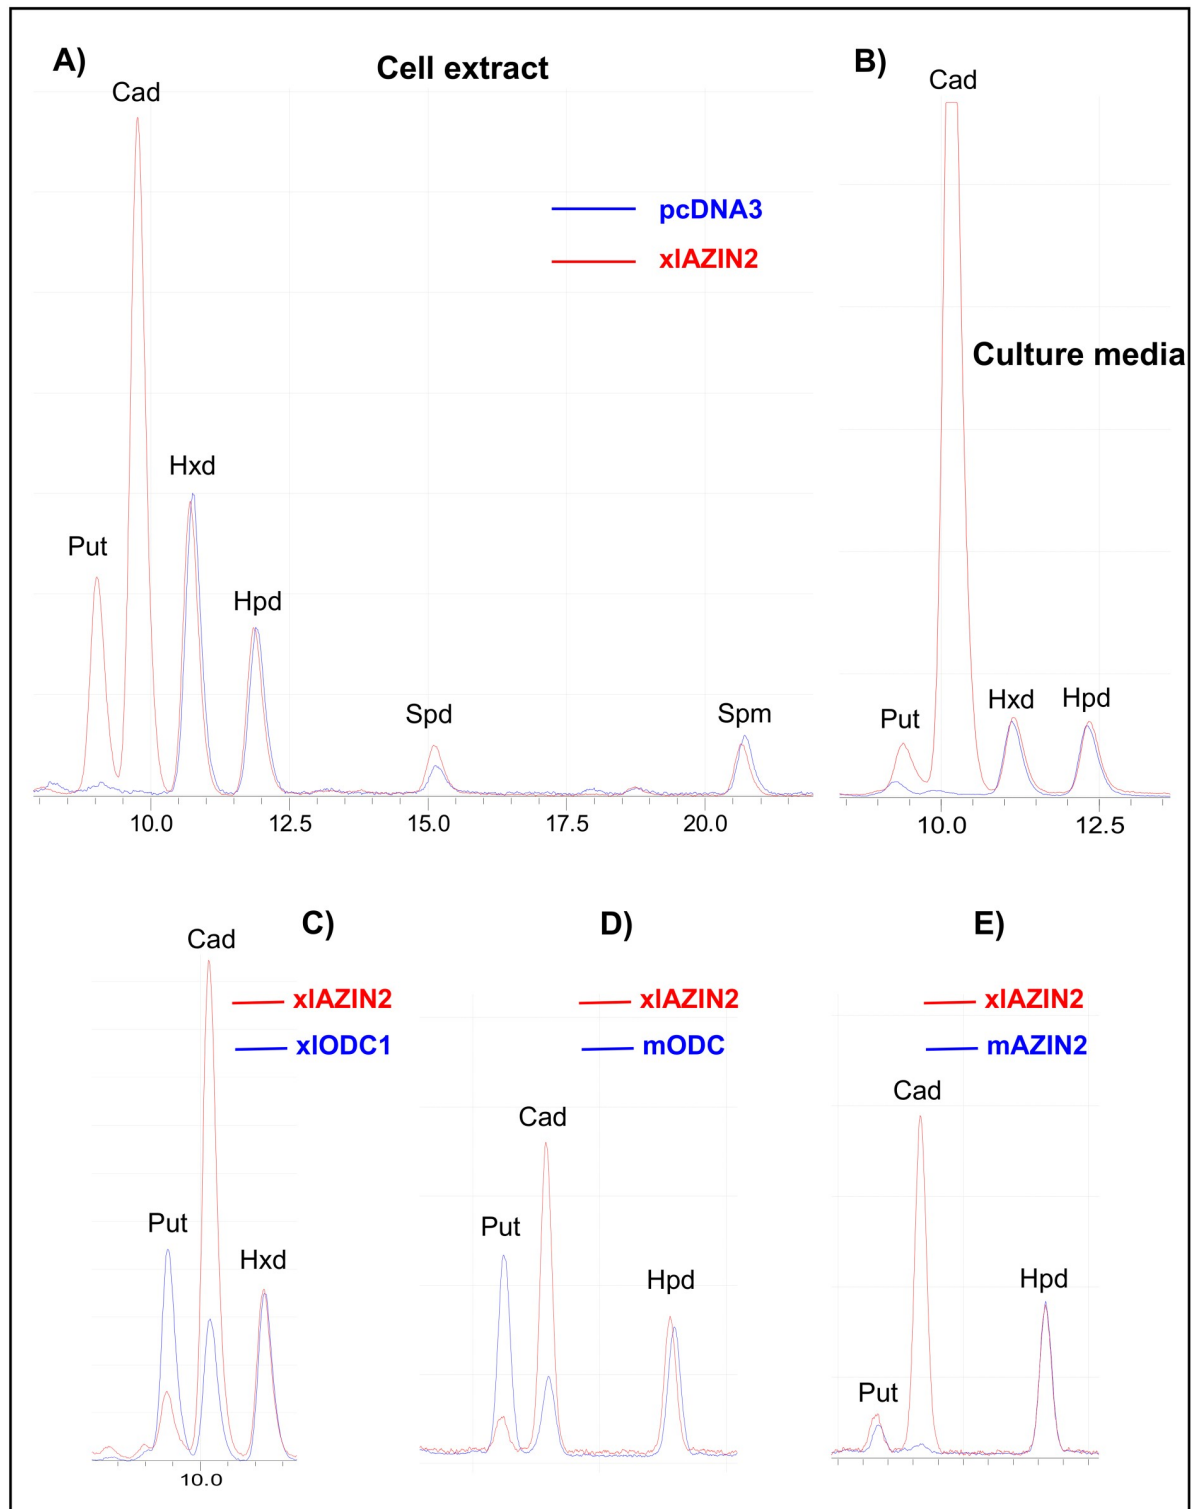 A)
Cell extract
B)
Cad
Cad
pcDNA3
xlAZIN2
Culture media
Hxd
Put
Hpd
Spd
Spm
Put
Hxd
Hpd
10.0 12.5 15.0 17.5 20.0
10.0 12.5
C)
Cad
xlAZIN2
xlODC1
Put
Hxd
10.0
D)
xlAZIN2
mODC
Cad
Put
Hpd
E)
xlAZIN2
mAZIN2
Cad
Hpd
Put